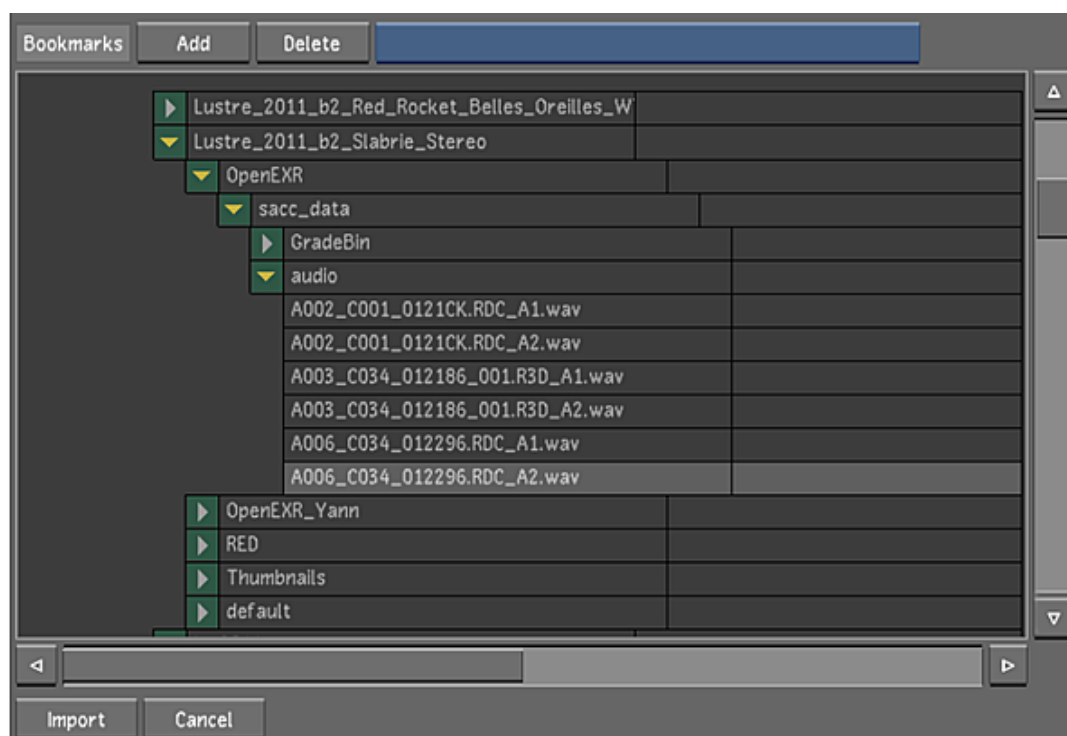 Bookmarks Add Delete
Lustre_2011_b2_Red_Rocket_Belles_Oreilles_W
Lustre_2011_b2_Slabrie_Stereo
OpenEXR
sacc_data
GradeBin
audio
A002_C001_0121CK.RDC_A1.wav
A002_C001_0121CK.RDC_A2.wav
A003_C034_012186_001.R3D_A1.wav
A003_C034_012186_001.R3D_A2.wav
A006_C034_012296.RDC_A1.wav
A006_C034_012296.RDC_A2.wav
OpenEXR_Yann
RED
Thumbnails
default
Import Cancel